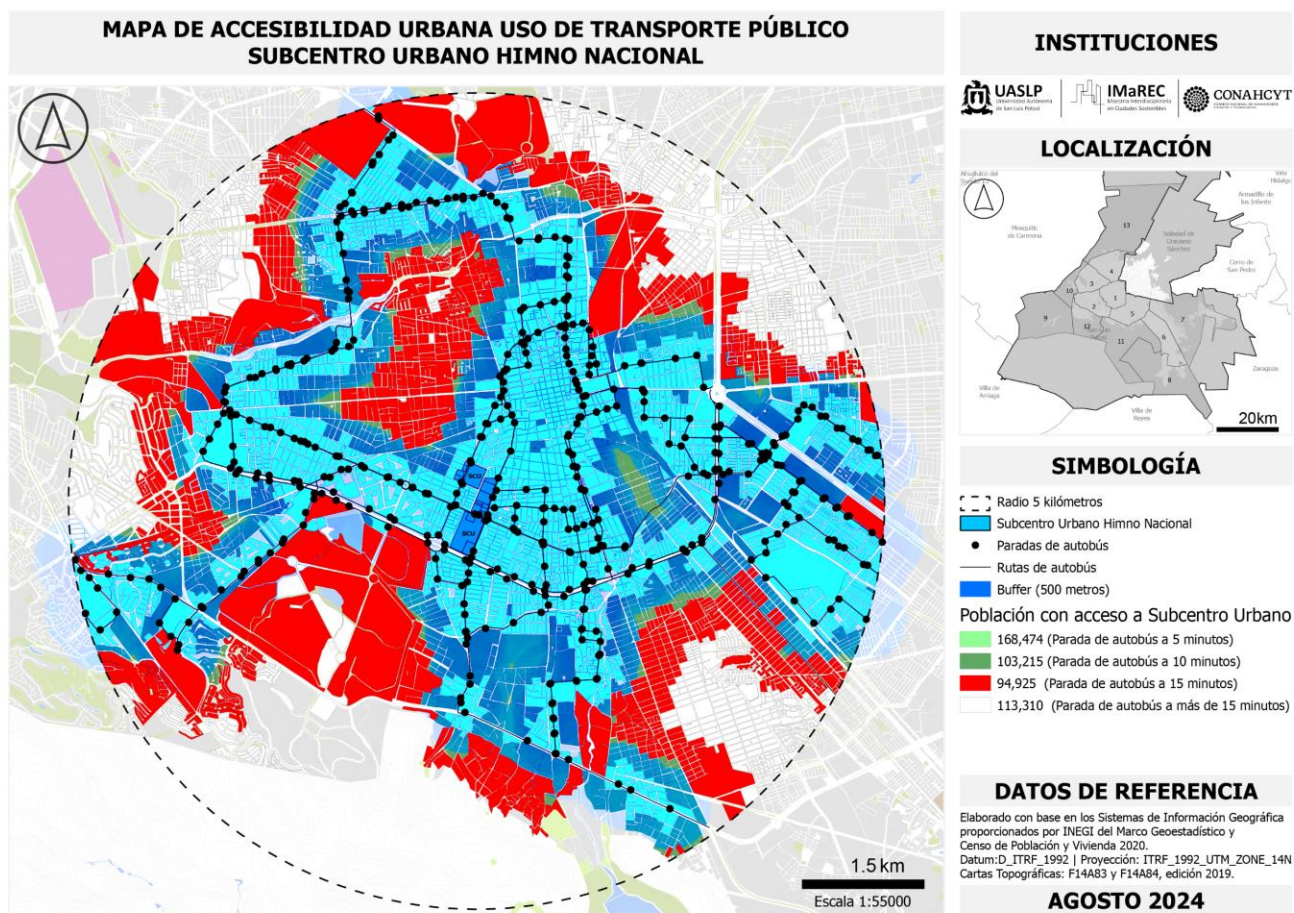 MAPA DE ACCESIBILIDAD URBANA USO DE TRANSPORTE PÚBLICO
SUBCENTRO URBANO HIMNO NACIONAL
SCU
SCU
1.5 km
Escala 1:55000
INSTITUCIONES
UASLP
Universidad Autónoma
de San Luis Potosí
IMaREC
Maestría Interdisciplinaria
en Ciudades Sostenibles
CONAHCYT
LOCALIZACIÓN
Villa
Hidalgo
Armadillo de
los Infante
Mexquitic
de Carmona
Soledad de
Graciano
Sánchez
Cerro de
San Pedro
13
4
3
10
1
2
5
7
9
12
6
11
8
Zaragoza
Villa de
Arriaga
Villa de
Reyes
20km
SIMBOLOGÍA
Radio 5 kilómetros
Subcentro Urbano Himno Nacional
Paradas de autobús
Rutas de autobús
Buffer (500 metros)
Población con acceso a Subcentro Urbano
168,474 (Parada de autobús a 5 minutos)
103,215 (Parada de autobús a 10 minutos)
94,925 (Parada de autobús a 15 minutos)
113,310 (Parada de autobús a más de 15 minutos)
DATOS DE REFERENCIA
Elaborado con base en los Sistemas de Información Geográfica
proporcionados por INEGI del Marco Geoestadístico y
Censo de Población y Vivienda 2020.
Datum:D_ITRF_1992 | Proyección: ITRF_1992_UTM_ZONE_14N
Cartas Topográficas: F14A83 y F14A84, edición 2019.
AGOSTO 2024